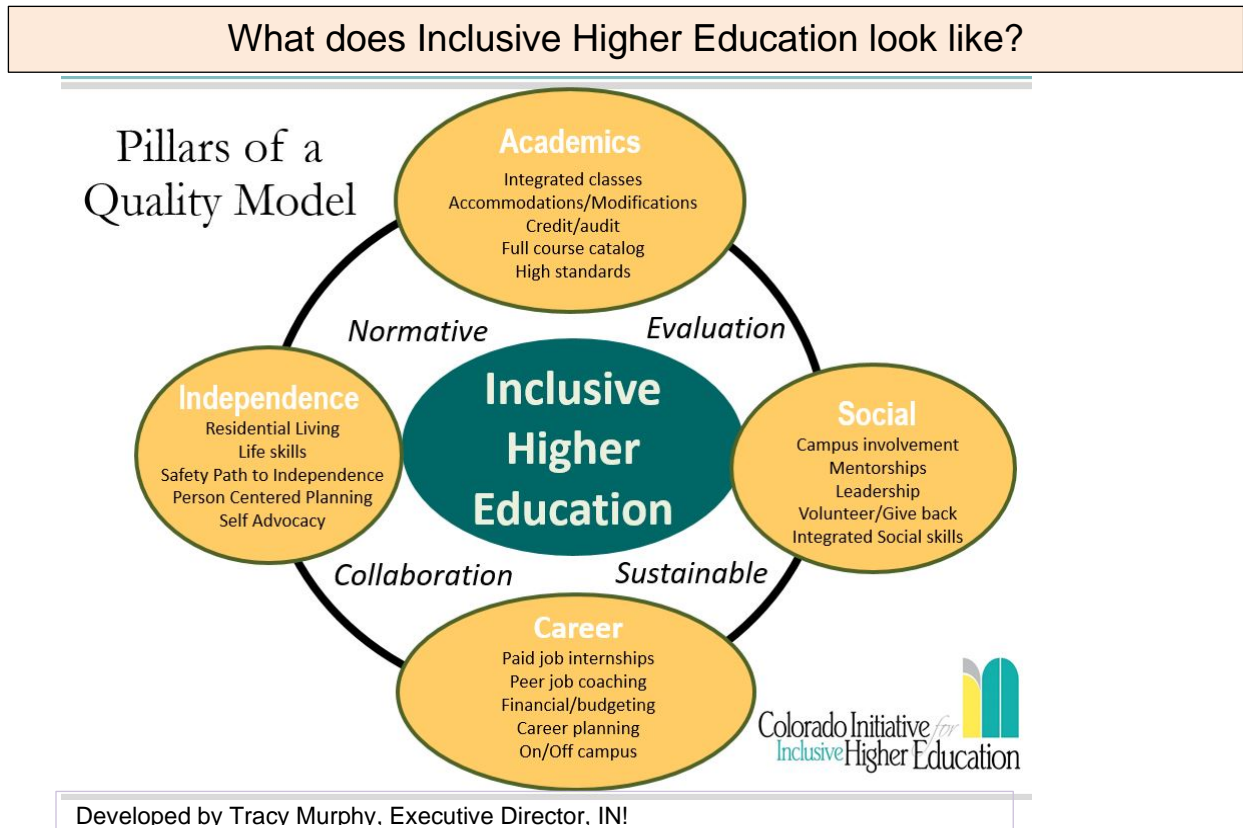 What does Inclusive Higher Education look like?
Pillars of a
Quality Model
Academics
Integrated classes
Accommodations/Modifications
Credit/audit
Full course catalog
High standards
Normative
Evaluation
Independence
Residential Living
Life skills
Safety Path to Independence
Person Centered Planning
Self Advocacy
Inclusive
Higher
Education
Social
Campus involvement
Mentorships
Leadership
Volunteer/Give back
Integrated Social skills
Collaboration
Sustainable
Career
Paid job internships
Peer job coaching
Financial/budgeting
Career planning
On/Off campus
Colorado Initiative for
Inclusive Higher Education
Developed by Tracy Murphy, Executive Director, IN!